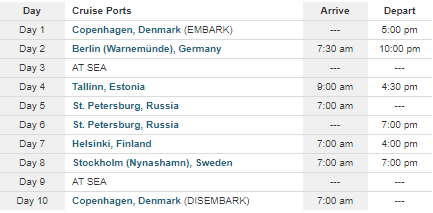 Day Cruise Ports Arrive Depart
Day 1 Copenhagen, Denmark (EMBARK) --- 5:00 pm
Day 2 Berlin (Warnemünde), Germany 7:30 am 10:00 pm
Day 3 AT SEA --- ---
Day 4 Tallinn, Estonia 9:00 am 4:30 pm
Day 5 St. Petersburg, Russia 7:00 am ---
Day 6 St. Petersburg, Russia --- 7:00 pm
Day 7 Helsinki, Finland 7:00 am 4:00 pm
Day 8 Stockholm (Nynashamn), Sweden 7:00 am 7:00 pm
Day 9 AT SEA --- ---
Day 10 Copenhagen, Denmark (DISEMBARK) 7:00 am ---